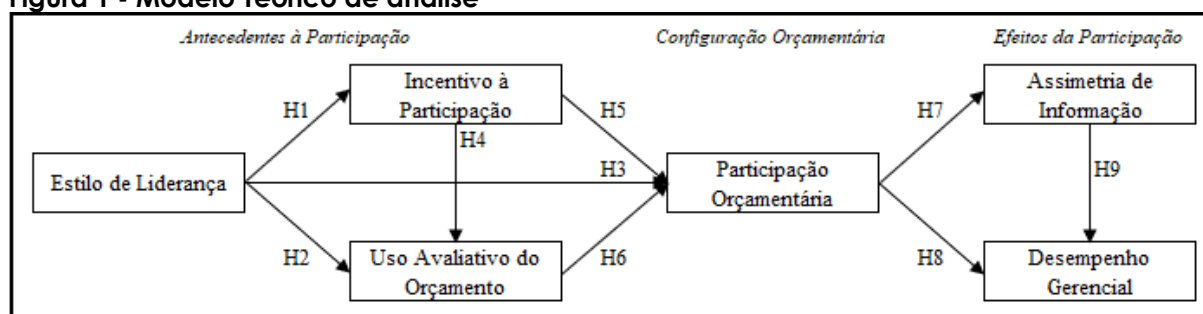 Figura 1 - Modelo Teórico de análise
Antecedentes à Participação
Configuração Orçamentária
Efeitos da Participação
Incentivo à
Participação
Assimetria de
Informação
H1
H5
H7
H4
Estilo de Liderança
H3
Participação
Orçamentária
H9
H2
Uso Avaliativo do
Orçamento
H6
H8
Desempenho
Gerencial